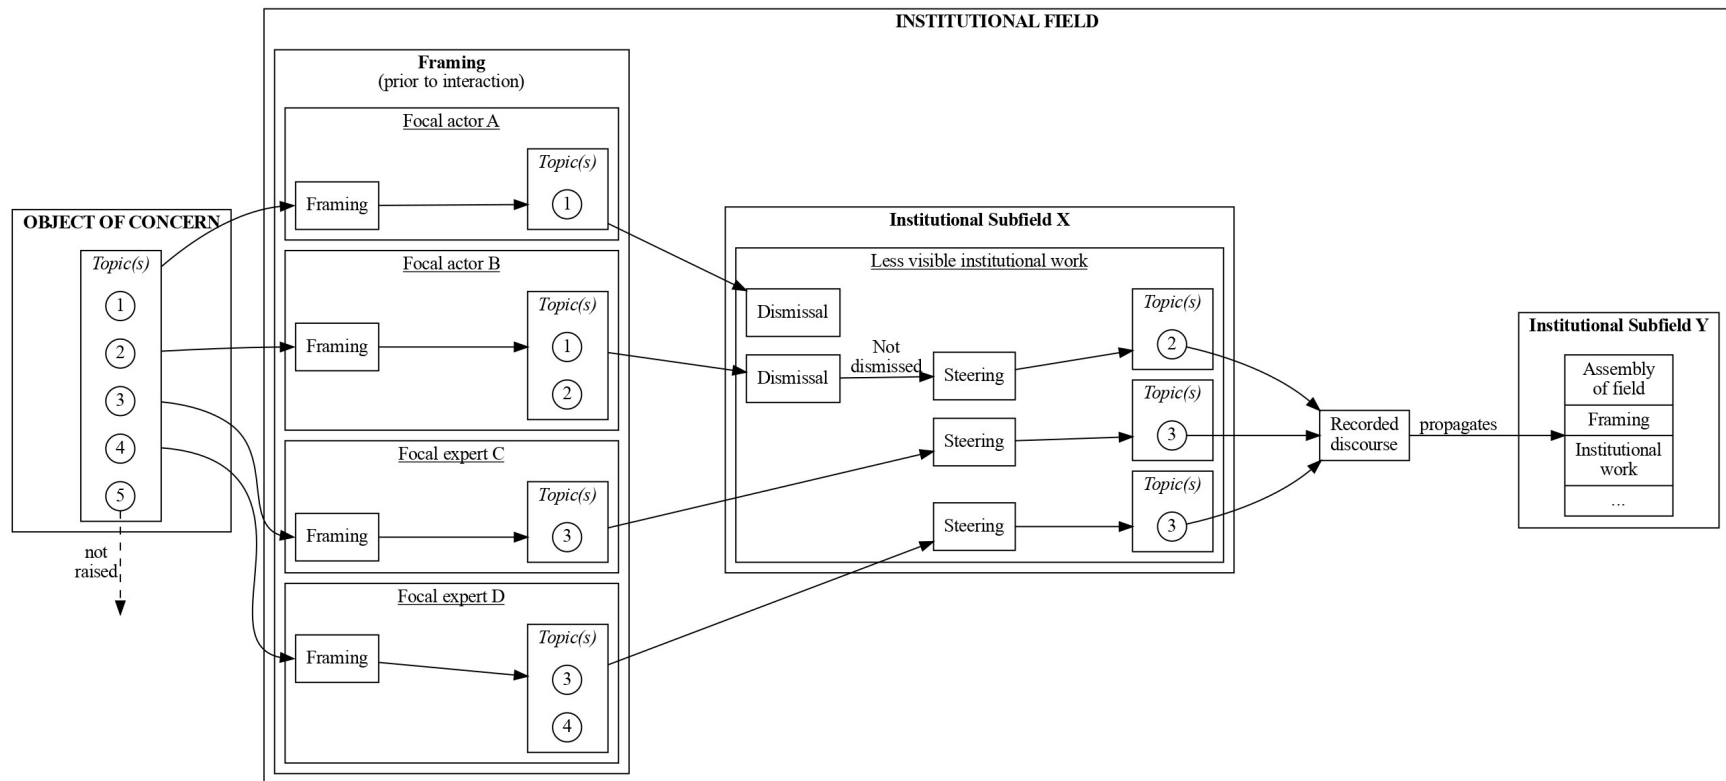 INSTITUTIONAL FIELD
OBJECT OF CONCERN
Topic(s)
1
2
3
4
5
not
raised
Framing
(prior to interaction)
Focal actor A
Framing
Topic(s)
1
Focal actor B
Framing
Topic(s)
1
2
Focal expert C
Framing
Topic(s)
3
Focal expert D
Framing
Topic(s)
3
4
Institutional Subfield X
Less visible institutional work
Dismissal
Dismissal
Not
dismissed
Steering
Topic(s)
2
Steering
Topic(s)
3
Steering
Topic(s)
3
Recorded
discourse
propagates
Institutional Subfield Y
Assembly
of field
Framing
Institutional
work
...